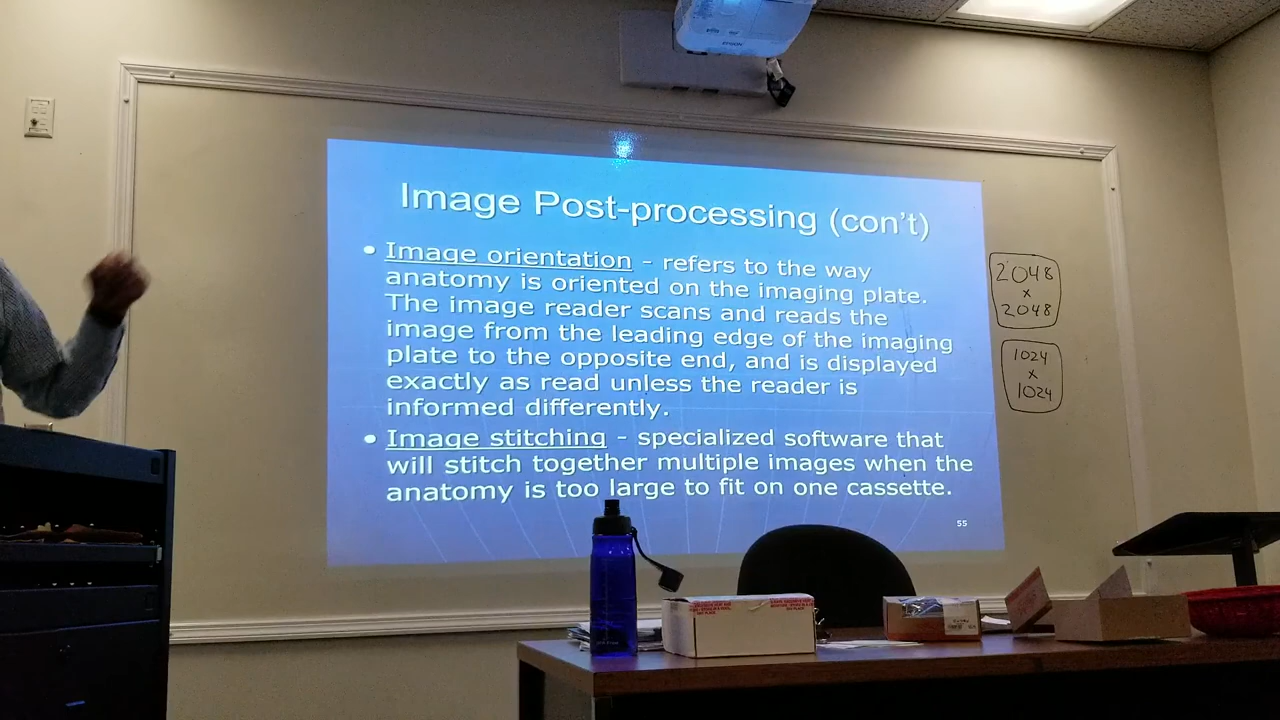 EPSON
Image Post-processing (con't)
• Image orientation - refers to the way
anatomy is oriented on the imaging plate.
The image reader scans and reads the
image from the leading edge of the imaging
plate to the opposite end, and is displayed
exactly as read unless the reader is
informed differently.
• Image stitching - specialized software that
will stitch together multiple images when the
anatomy is too large to fit on one cassette.
55
2048
x
2048
1024
x
1024